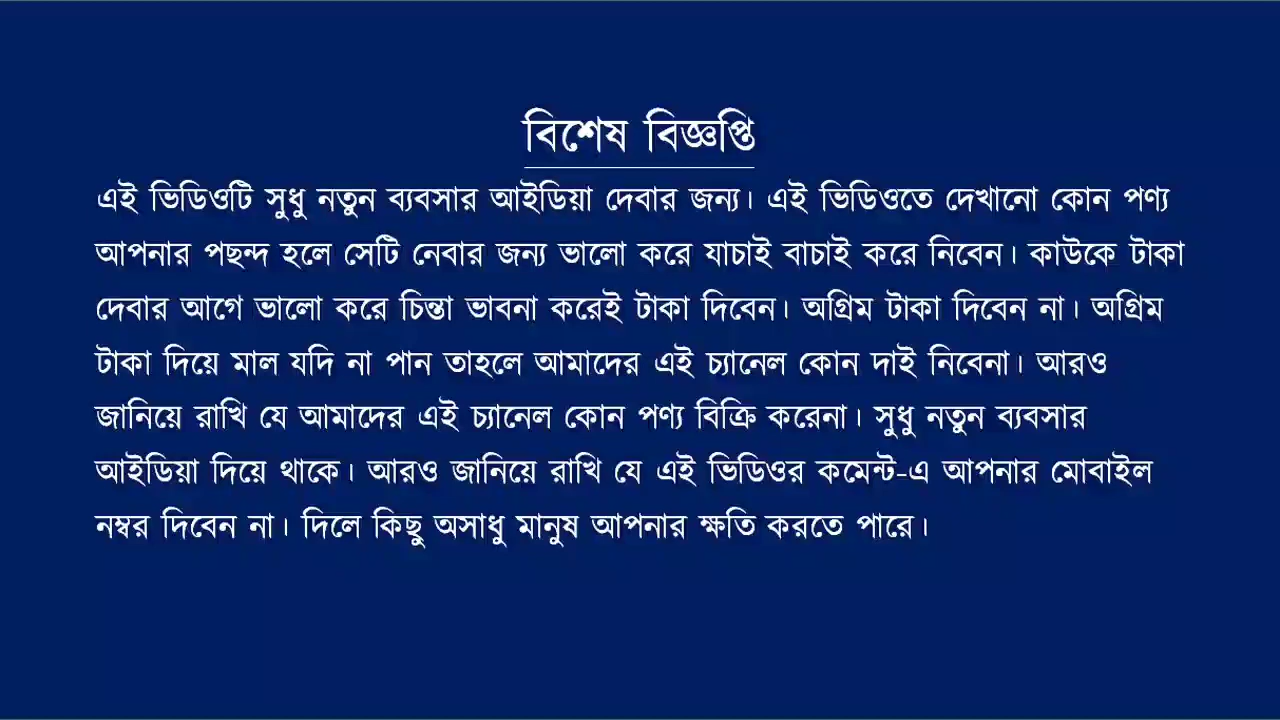 বিশেষ বিজ্ঞপ্তি
এই ভিডিওটি সুধু নতুন ব্যবসার আইডিয়া দেবার জন্য। এই ভিডিওতে দেখানো কোন পণ্য
আপনার পছন্দ হলে সেটি নেবার জন্য ভালো করে যাচাই বাচাই করে নিবেন। কাউকে টাকা
দেবার আগে ভালো করে চিন্তা ভাবনা করেই টাকা দিবেন। অগ্রিম টাকা দিবেন না। অগ্রিম
টাকা দিয়ে মাল যদি না পান তাহলে আমাদের এই চ্যানেল কোন দাই নিবেনা। আরও
জানিয়ে রাখি যে আমাদের এই চ্যানেল কোন পণ্য বিক্রি করেনা। সুধু নতুন ব্যবসার
আইডিয়া দিয়ে থাকে। আরও জানিয়ে রাখি যে এই ভিডিওর কমেন্ট-এ আপনার মোবাইল
নম্বর দিবেন না। দিলে কিছু অসাধু মানুষ আপনার ক্ষতি করতে পারে।